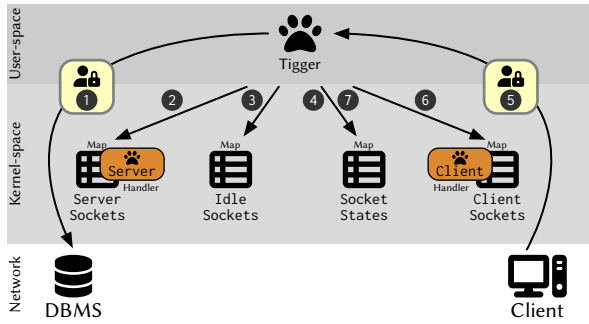 User-space
Tigger
1
2
3
4
7
6
5
Kernel-space
Map
Server
Handler
Server
Sockets
Idle
Sockets
Map
Map
Socket
States
Map
Client
Handler
Client
Sockets
Network
DBMS
Client